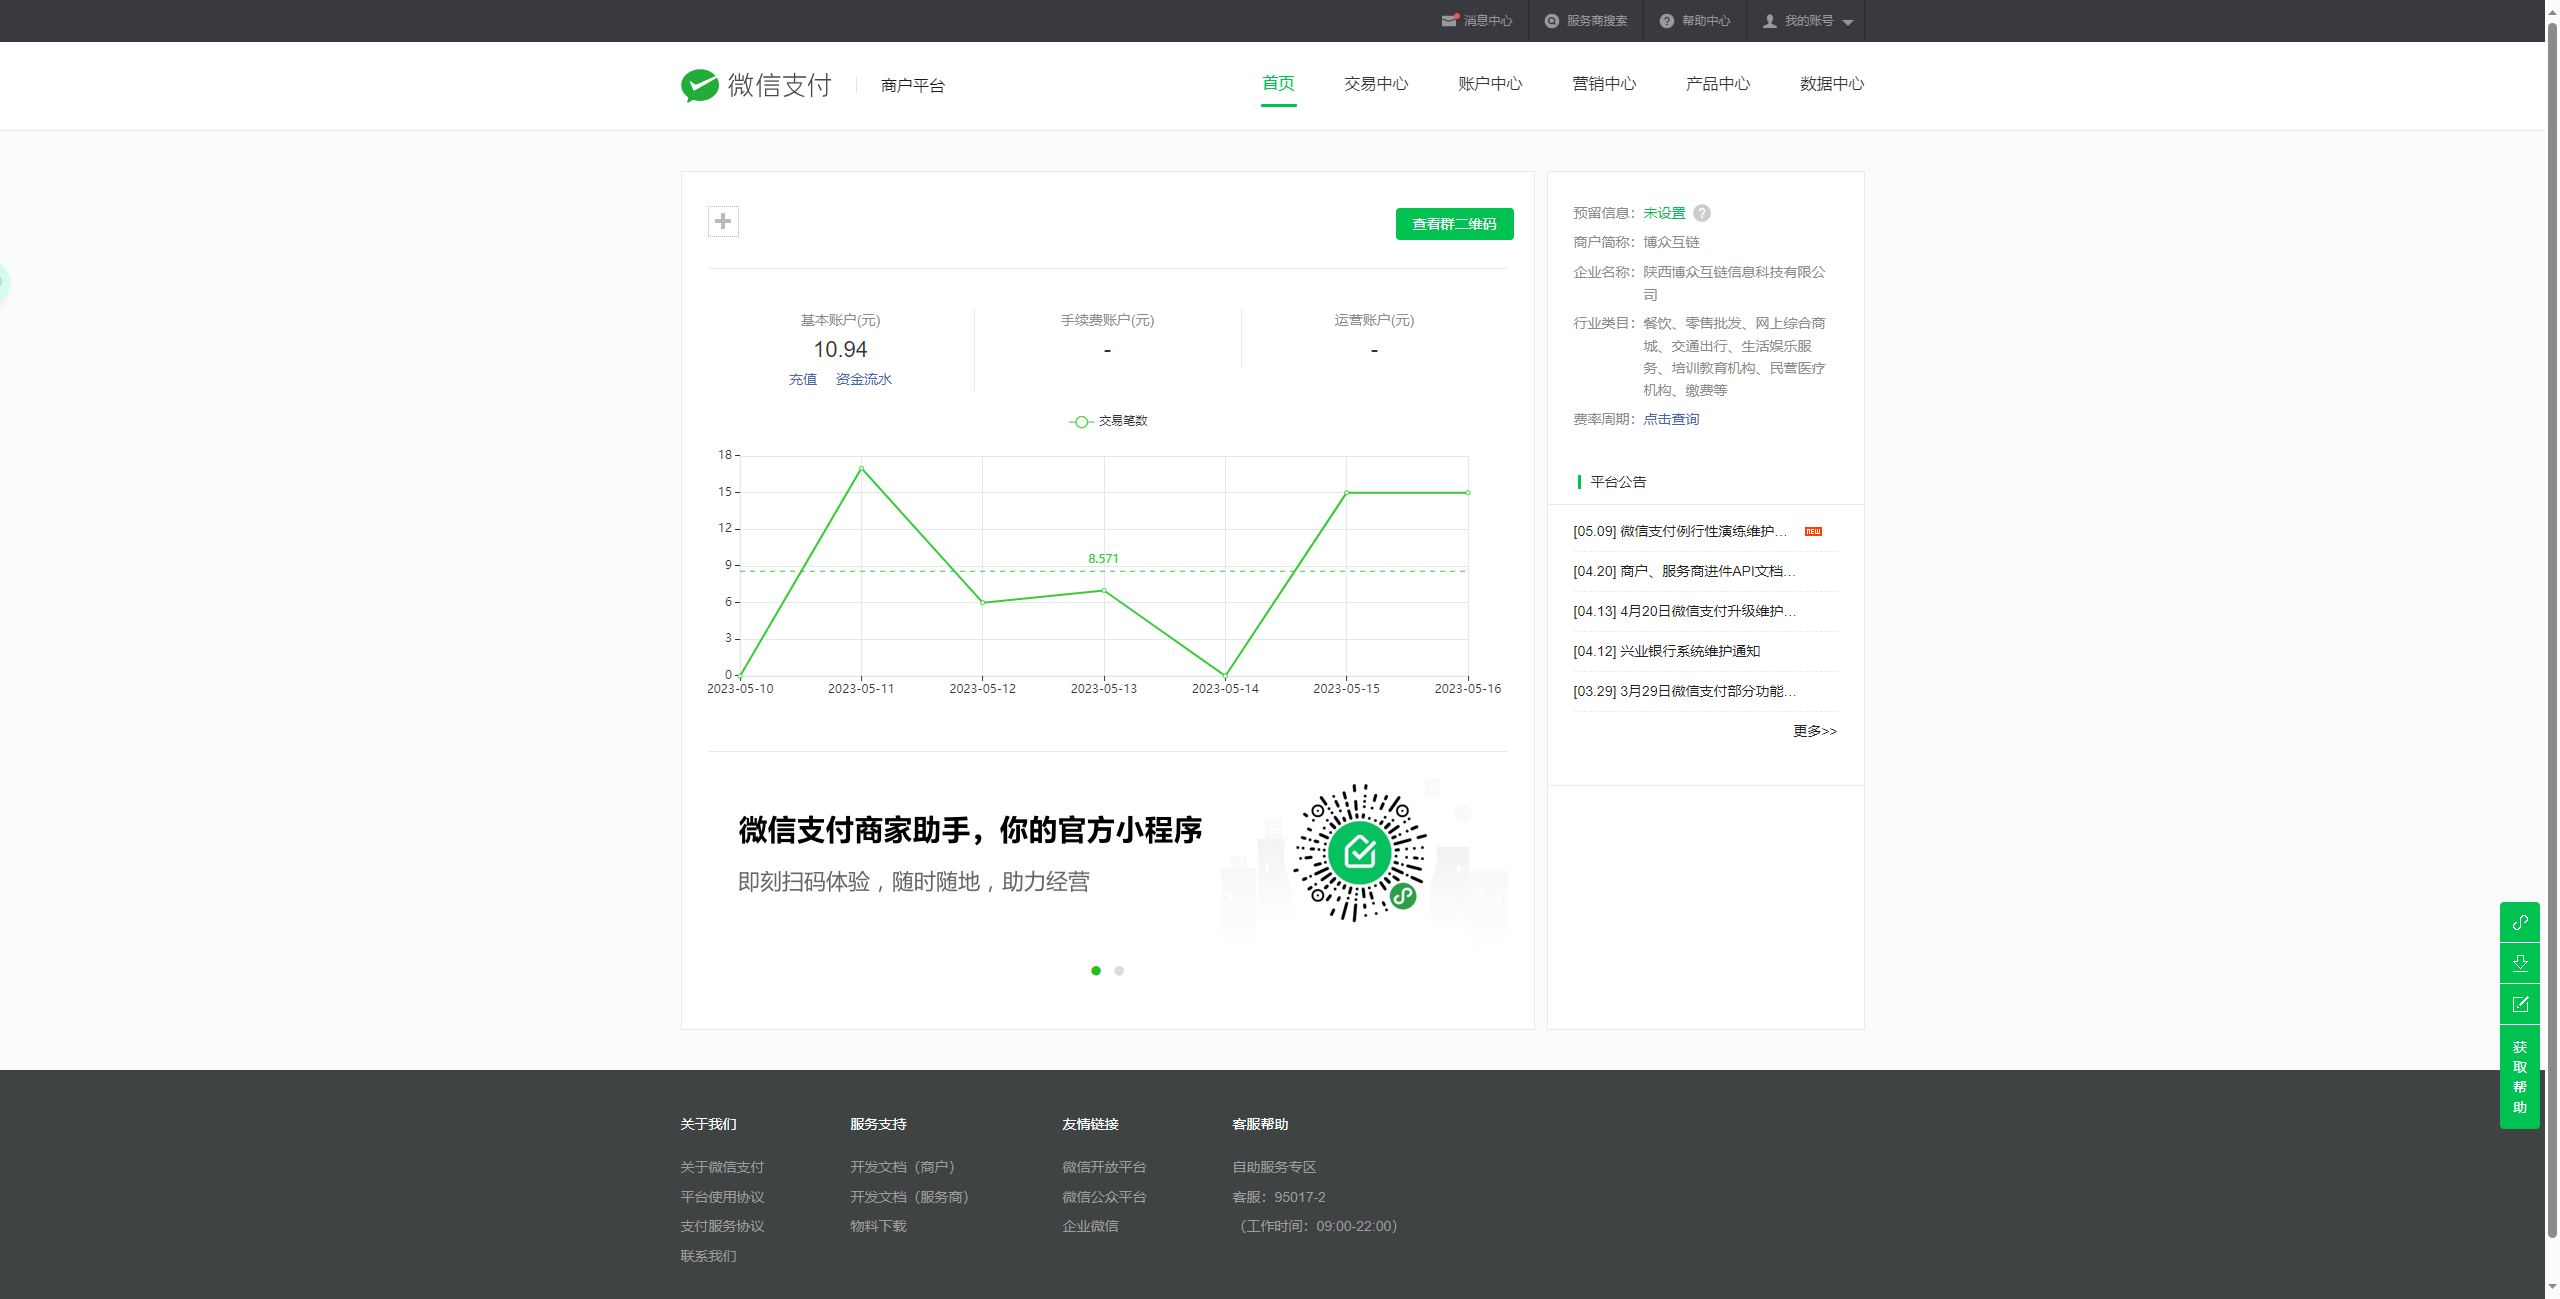 消息中心 服务商搜索 帮助中心 我的账号
微信支付 商户平台 首页 交易中心 账户中心 营销中心 产品中心 数据中心
查看群二维码
基本账户(元) 手续费账户(元) 运营账户(元)
10.94 - -
充值 资金流水
交易笔数
18
15
12
8.571
9
6
3
0
2023-05-10 2023-05-11 2023-05-12 2023-05-13 2023-05-14 2023-05-15 2023-05-16
微信支付商家助手，你的官方小程序
即刻扫码体验，随时随地，助力经营
预留信息：未设置 ?
商户简称：博众互链
企业名称：陕西博众互链信息科技有限公
司
行业类目：餐饮、零售批发、网上综合商
城、交通出行、生活娱乐服
务、培训教育机构、民营医疗
机构、缴费等
费率周期：点击查询
平台公告
[05.09] 微信支付例行性演练维护… NEW
[04.20] 商户、服务商进件API文档…
[04.13] 4月20日微信支付升级维护…
[04.12] 兴业银行系统维护通知
[03.29] 3月29日微信支付部分功能…
更多>>
获
取
帮
助
关于我们 服务支持 友情链接 客服帮助
关于微信支付 开发文档（商户） 微信开放平台 自助服务专区
平台使用协议 开发文档（服务商） 微信公众平台 客服：95017-2
支付服务协议 物料下载 企业微信 （工作时间：09:00-22:00）
联系我们